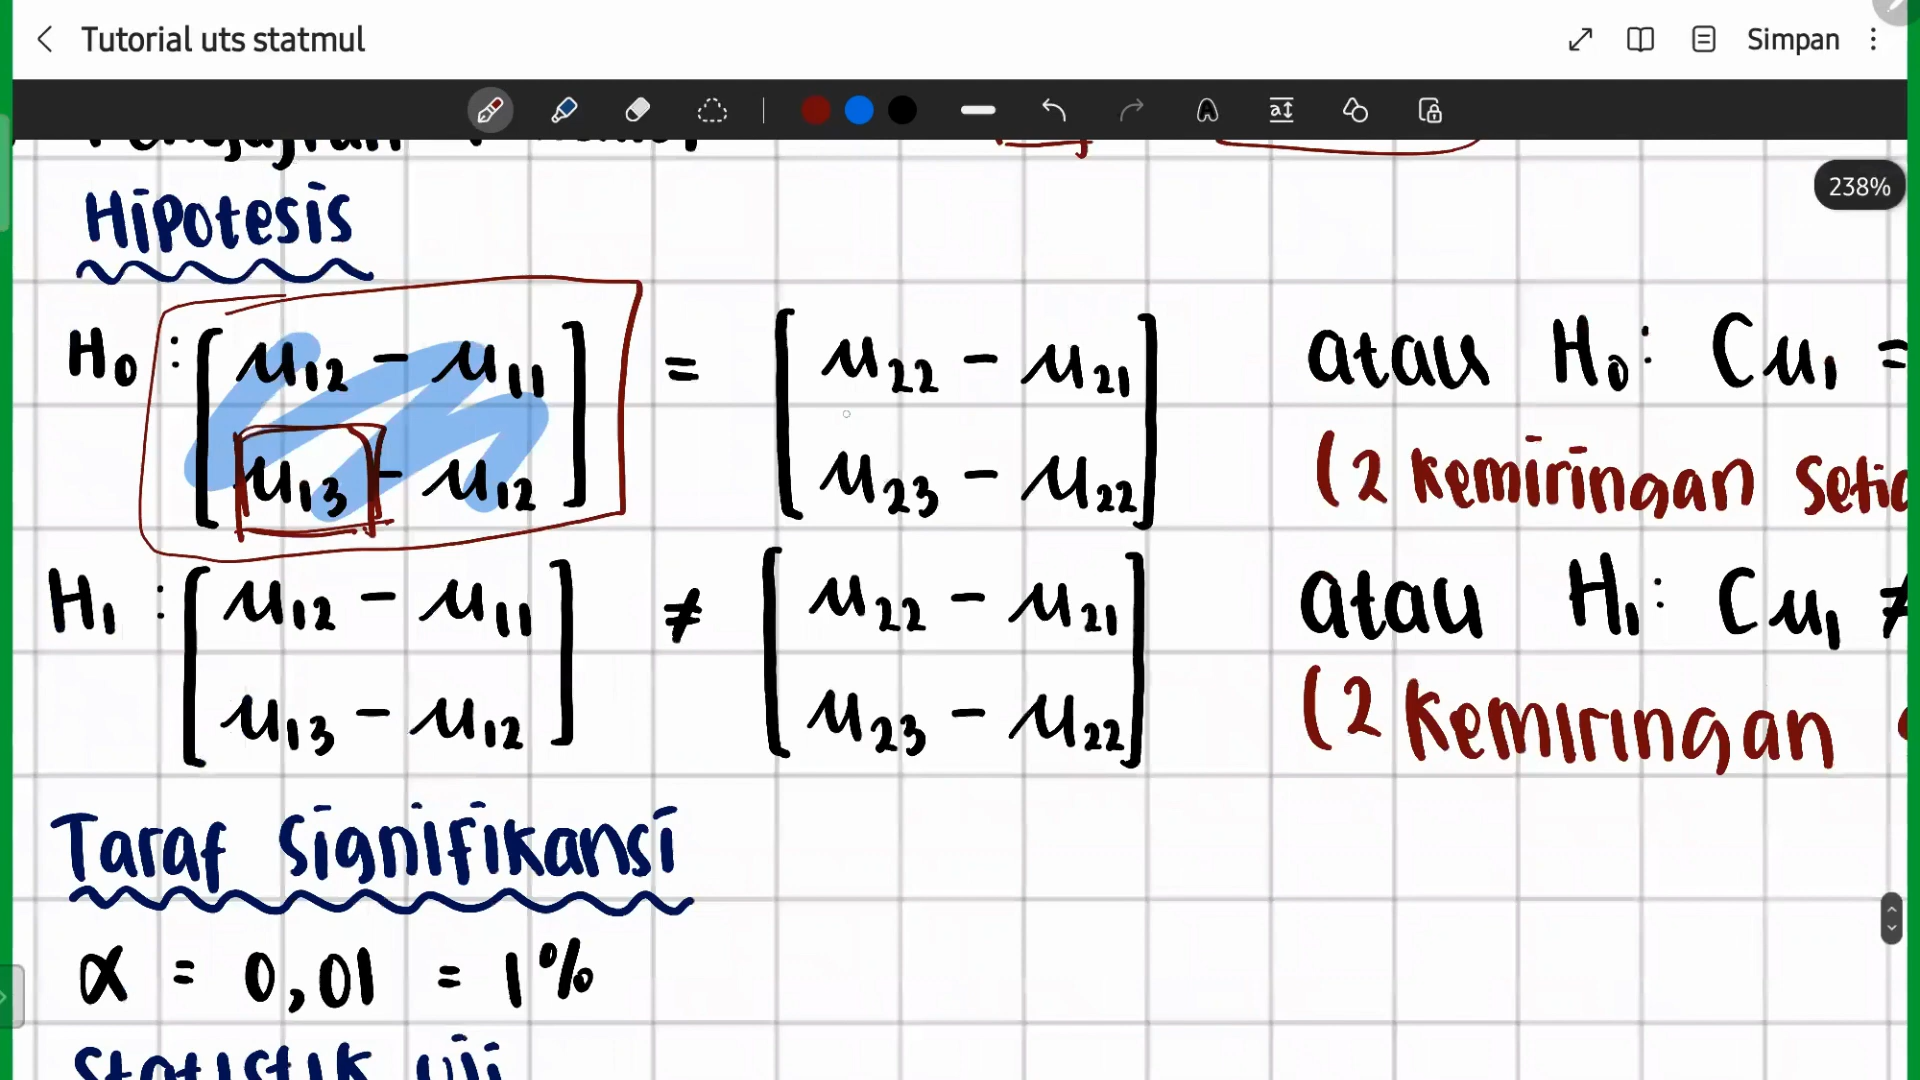 Tutorial uts statmul
Simpan
238%
Hipotesis
H₀ : [ μ₁₂ − μ₁₁ ] = [ μ₂₂ − μ₂₁ ] atau H₀ : Cμ₁ =
[ μ₁₃ − μ₁₂ ] [ μ₂₃ − μ₂₂ ] (2 kemiringan
H₁ : [ μ₁₂ − μ₁₁ ] ≠ [ μ₂₂ − μ₂₁ ] atau H₁ : Cμ₁ ≠
[ μ₁₃ − μ₁₂ ] [ μ₂₃ − μ₂₂ ] (2 Kemiringan
Taraf Signifikansi
α = 0,01 = 1%
Statistik uji